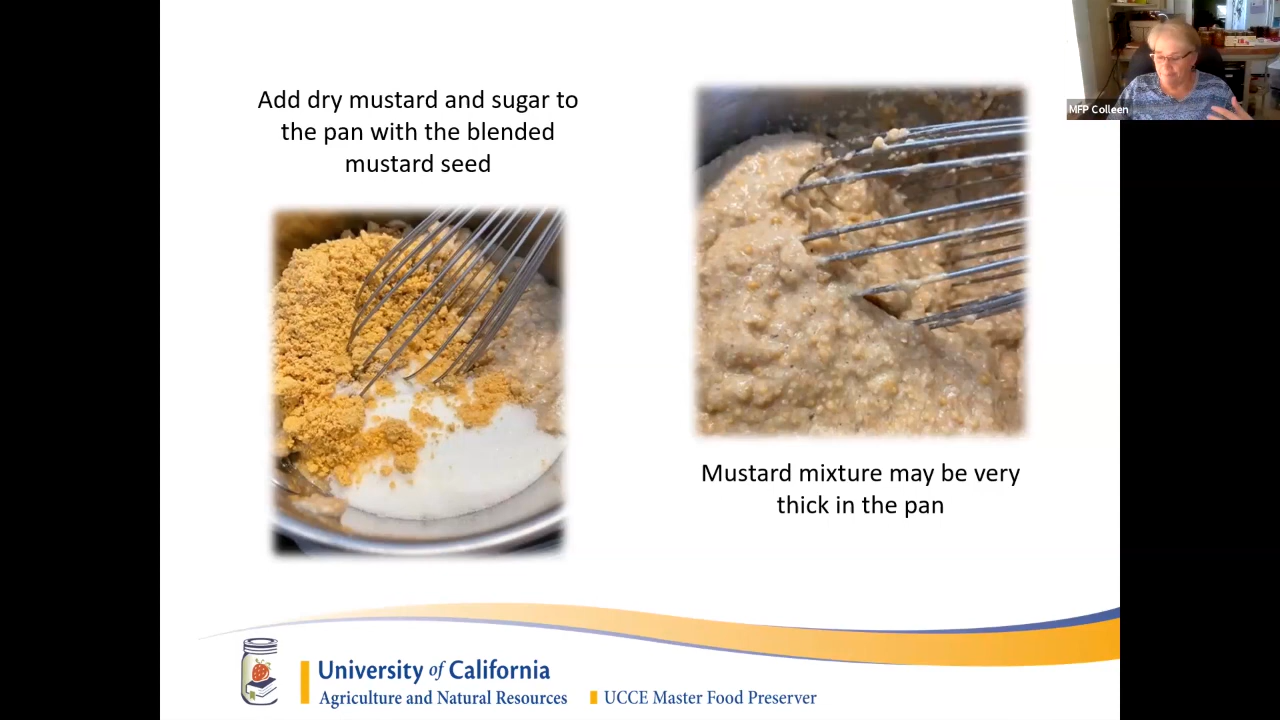 Add dry mustard and sugar to
the pan with the blended
mustard seed
Mustard mixture may be very
thick in the pan
MFP Colleen
University of California
Agriculture and Natural Resources
UCCE Master Food Preserver